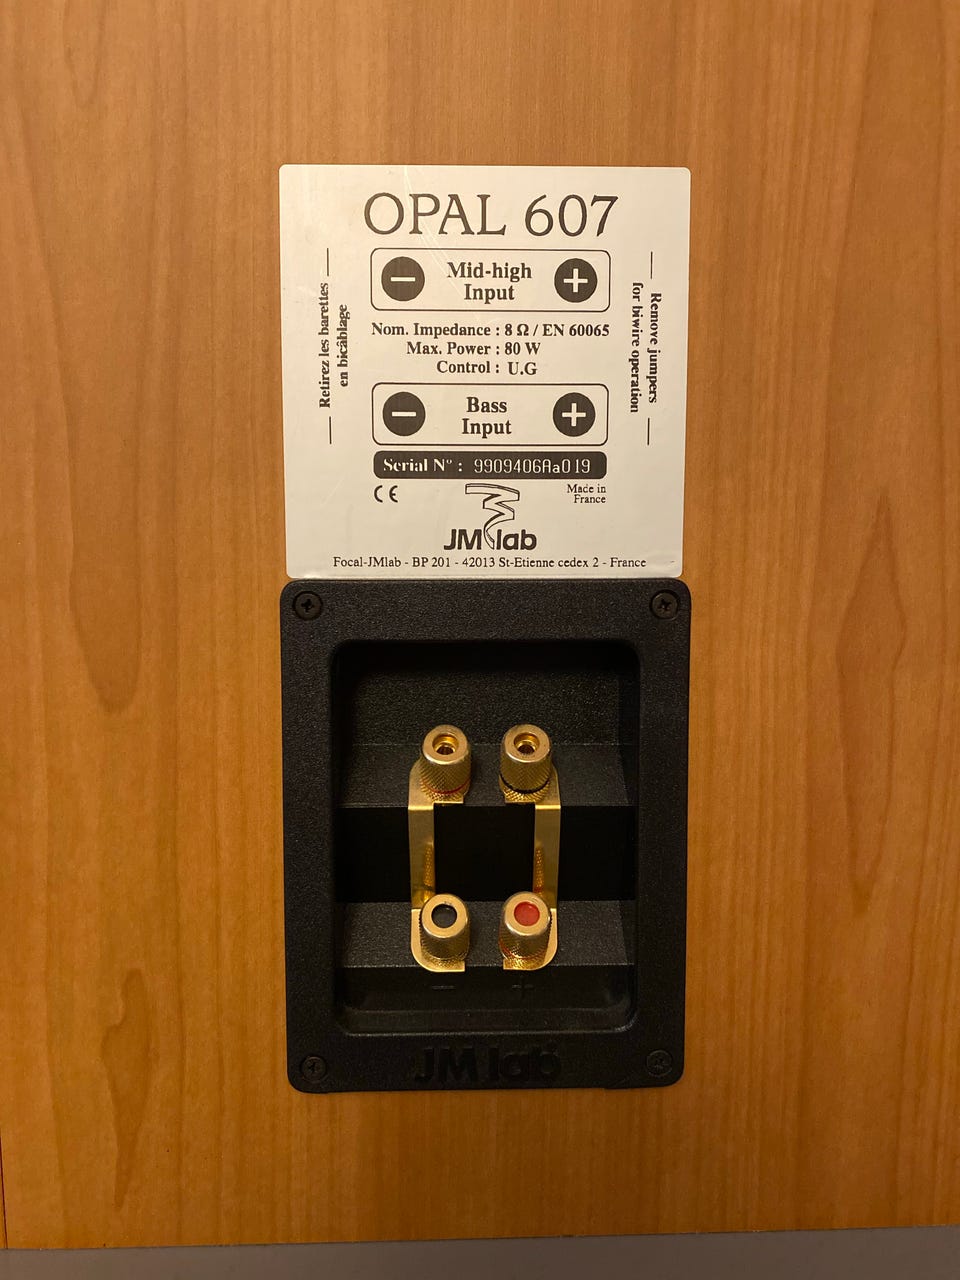 OPAL 607
− Mid-high +
Input
Retirez les barettes
en bicâblage
Remove jumpers
for biwire operation
Nom. Impedance : 8 Ω / EN 60065
Max. Power : 80 W
Control : U.G
− Bass +
Input
Serial N° : 9909406Aa019
CE
Made in
France
JMlab
Focal-JMlab - BP 201 - 42013 St-Etienne cedex 2 - France
− +
JMlab